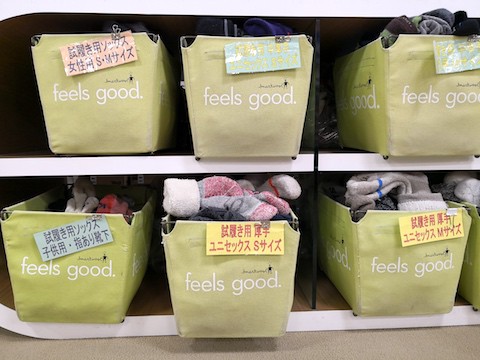 試履き用ソックス
女性用 S・Mサイズ
feels good.
feels good.
feels good.
試履き用ソックス
子供用・指あり靴下
feels good.
試履き用 厚手
ユニセックス Sサイズ
feels good.
試履き用 厚手
ユニセックス Mサイズ
feels good.